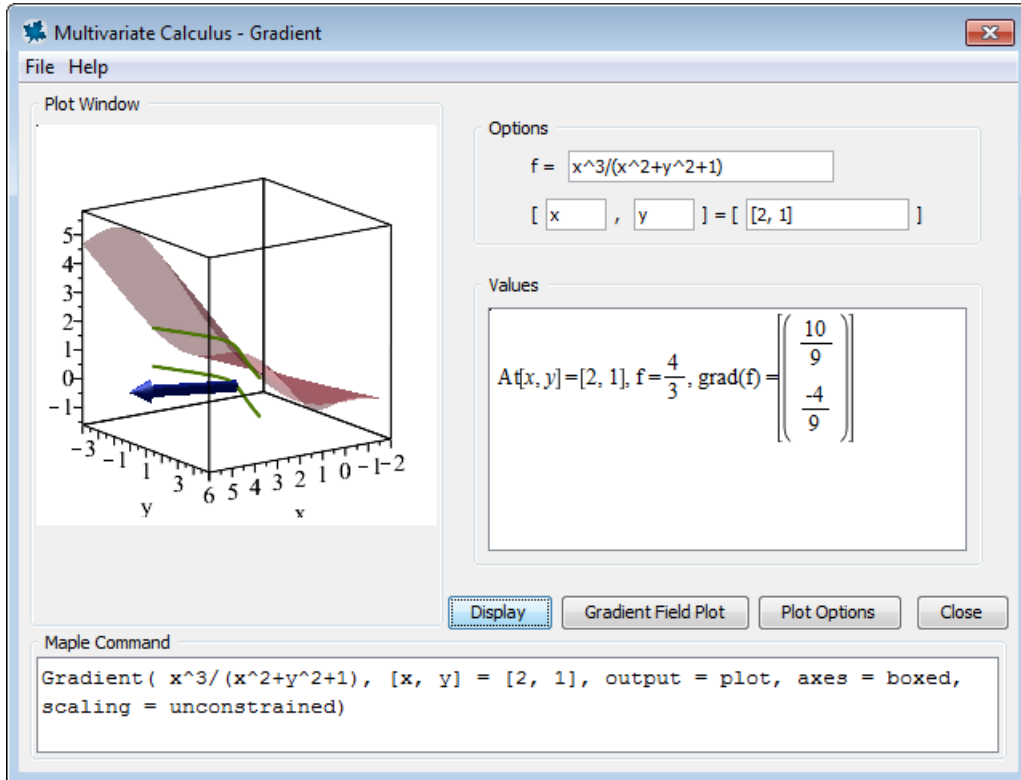 Multivariate Calculus - Gradient
File Help
Plot Window
5
4
3
2
1
0
-1
-3 -1 1 3 6 5 4 3 2 1 0 -1 -2
y x
Options
f = x^3/(x^2+y^2+1)
[ x , y ] = [ [2, 1] ]
Values
At[x, y]=[2, 1], f=4/3, grad(f)=[(10/9
-4/9)]
Display Gradient Field Plot Plot Options Close
Maple Command
Gradient( x^3/(x^2+y^2+1), [x, y] = [2, 1], output = plot, axes = boxed,
scaling = unconstrained)